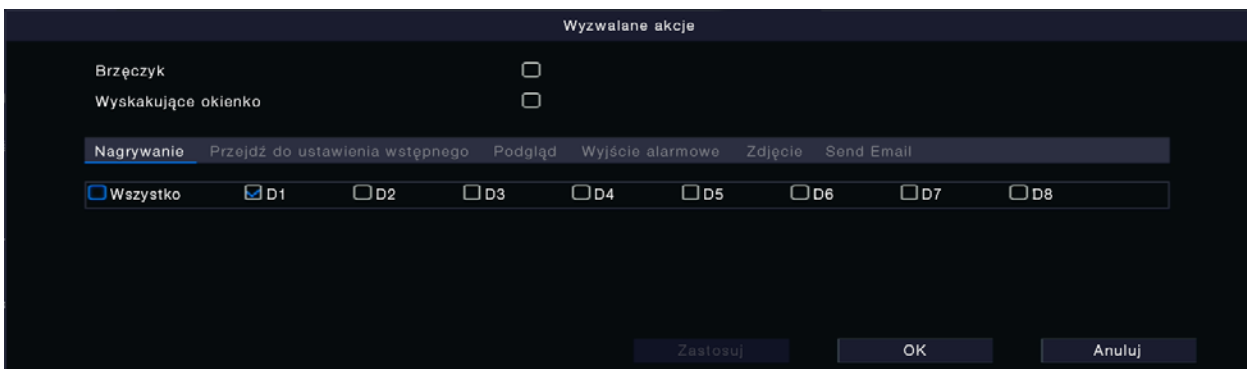 Wyzwalane akcje
Brzęczyk
Wyskakujące okienko
Nagrywanie Przejdź do ustawienia wstępnego Podgląd Wyjście alarmowe Zdjęcie Send Email
Wszystko D1 D2 D3 D4 D5 D6 D7 D8
Zastosuj OK Anuluj